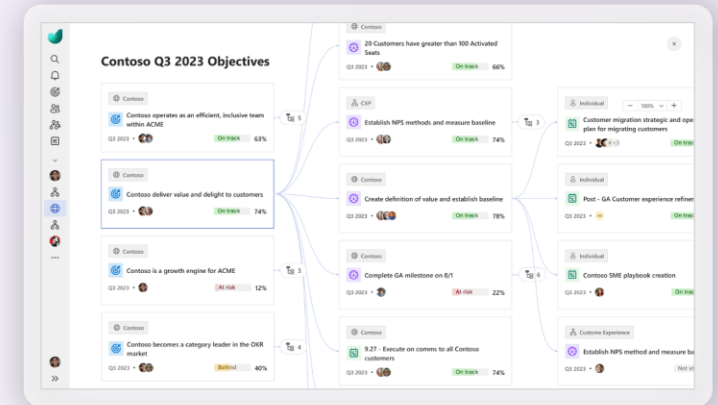 Contoso Q3 2023 Objectives
Contoso
Contoso operates as an efficient, inclusive team
within ACME
Q3 2023
On track 63%
5
Contoso
Contoso deliver value and delight to customers
Q3 2023
On track 74%
Contoso
Contoso is a growth engine for ACME
Q3 2023
At risk 12%
3
Contoso
Contoso becomes a category leader in the OKR
market
Q3 2023
Behind 40%
4
Contoso
20 Customers have greater than 100 Activated
Seats
Q3 2023
On track 66%
CXP
Establish NPS methods and measure baseline
Q3 2023
On track 74%
3
Contoso
Create definition of value and establish baseline
Q3 2023
On track 78%
Contoso
Complete GA milestone on 8/1
Q3 2023
At risk 22%
6
Contoso
9.27 - Execute on comms to all Contoso
customers
Q3 2023
On track 74%
Individual
100%
Customer migration strategic and ope
plan for migrating customers
Q3 2023
+3
On trac
Individual
Post - GA Customer experience refiner
Q3 2023
On trac
Individual
Contoso SME playbook creation
Q3 2023
On trac
Custome Experience
Establish NPS method and measure ba
Q3 2023
Not st